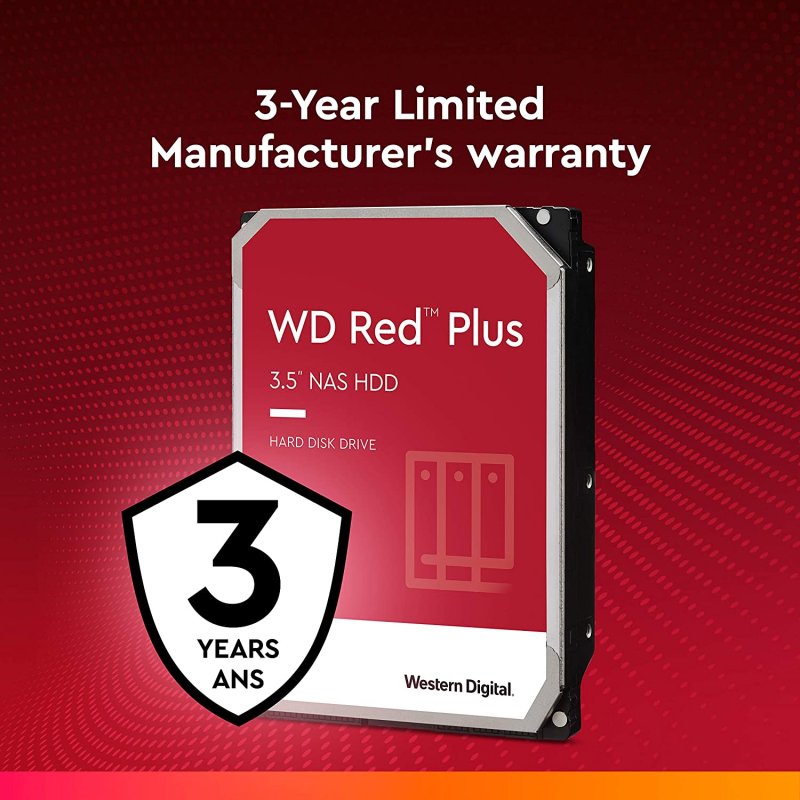 3-Year Limited
Manufacturer's warranty
WD Red™ Plus
3.5" NAS HDD
HARD DISK DRIVE
3
YEARS
ANS
Western Digital.